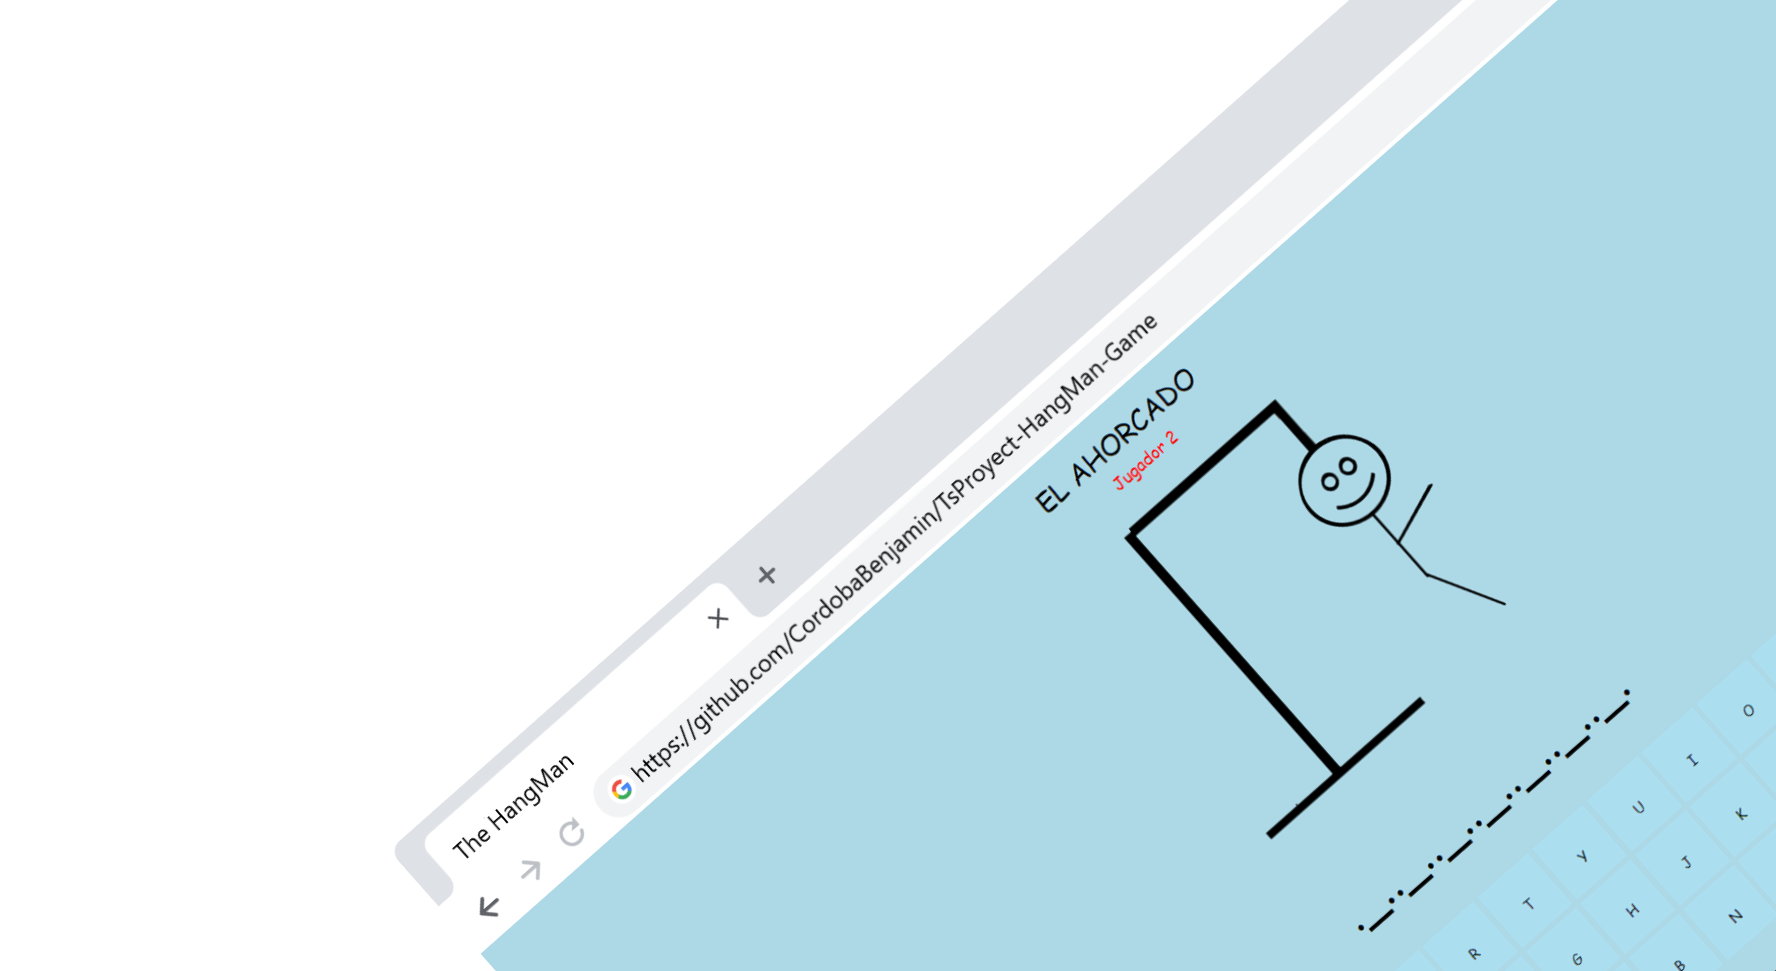 The HangMan
https://github.com/CordobaBenjamin/TsProyect-HangMan-Game
EL AHORCADO
Jugador 2
R T Y U I O
G H J K
B N